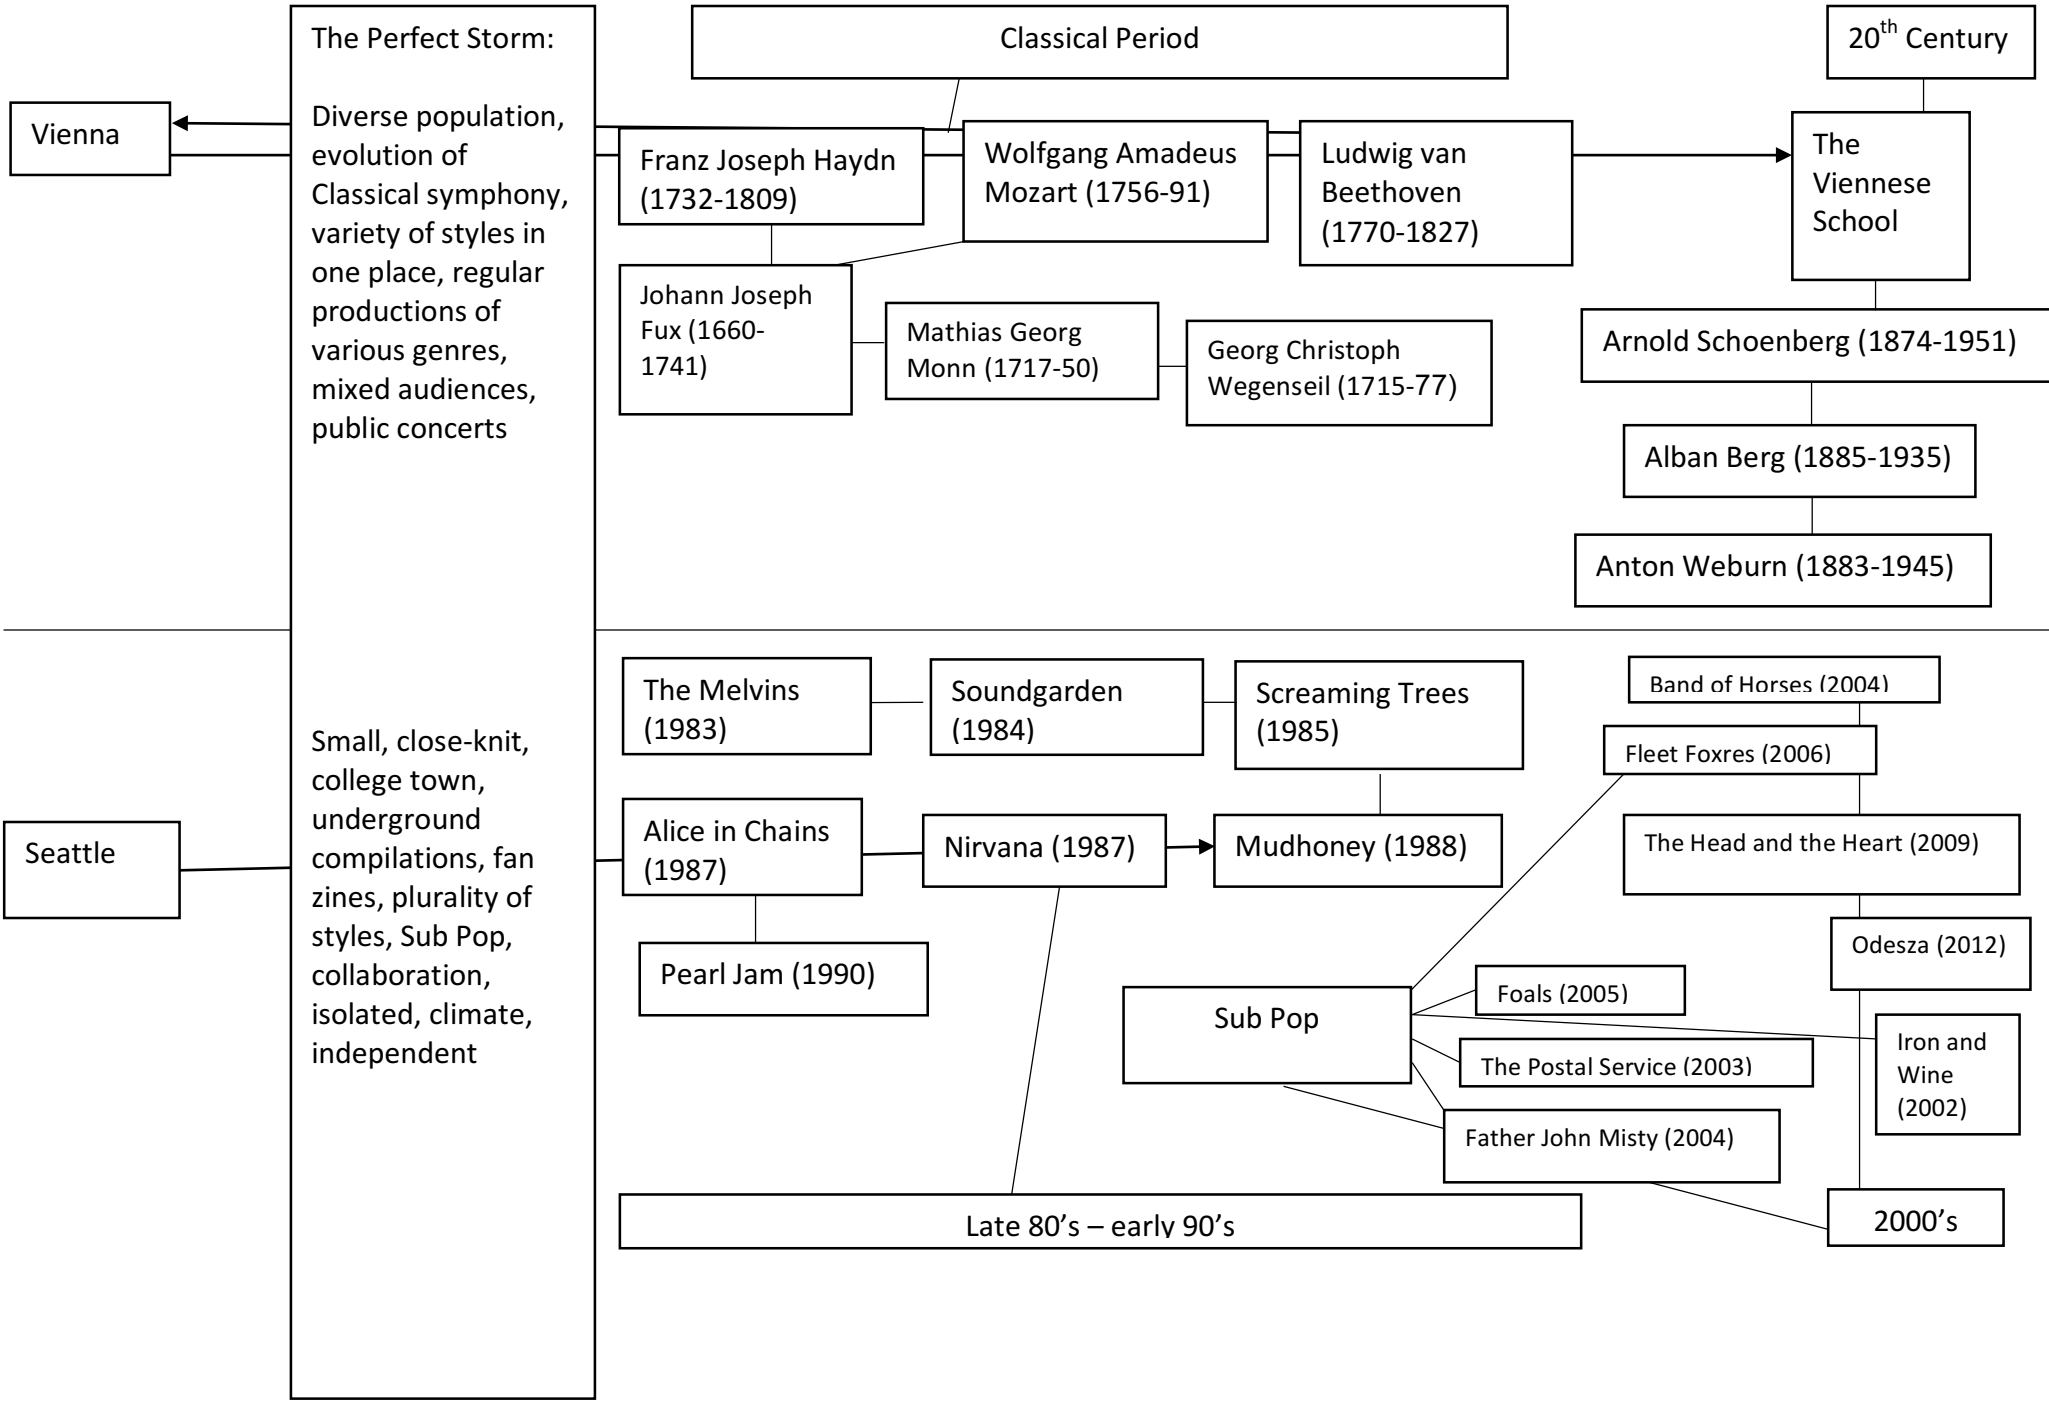 The Perfect Storm:
Diverse population,
evolution of
Classical symphony,
variety of styles in
one place, regular
productions of
various genres,
mixed audiences,
public concerts
Small, close-knit,
college town,
underground
compilations, fan
zines, plurality of
styles, Sub Pop,
collaboration,
isolated, climate,
independent
Classical Period
20th Century
Vienna
Franz Joseph Haydn
(1732-1809)
Wolfgang Amadeus
Mozart (1756-91)
Ludwig van
Beethoven
(1770-1827)
The
Viennese
School
Johann Joseph
Fux (1660-
1741)
Mathias Georg
Monn (1717-50)
Georg Christoph
Wegenseil (1715-77)
Arnold Schoenberg (1874-1951)
Alban Berg (1885-1935)
Anton Weburn (1883-1945)
The Melvins
(1983)
Soundgarden
(1984)
Screaming Trees
(1985)
Band of Horses (2004)
Fleet Foxres (2006)
Seattle
Alice in Chains
(1987)
Nirvana (1987)
Mudhoney (1988)
The Head and the Heart (2009)
Pearl Jam (1990)
Odesza (2012)
Sub Pop
Foals (2005)
Iron and
Wine
(2002)
The Postal Service (2003)
Father John Misty (2004)
Late 80’s – early 90’s
2000’s